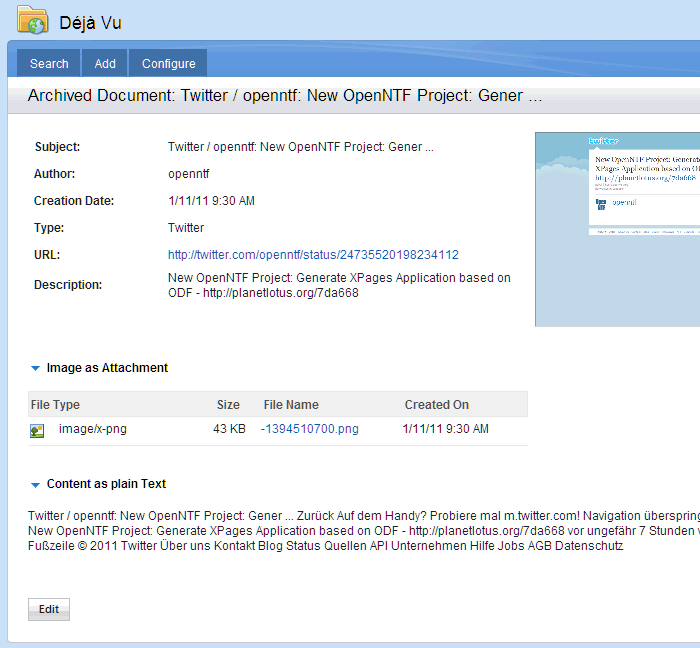 Déjà Vu
Search Add Configure
Archived Document: Twitter / openntf: New OpenNTF Project: Gener ...
Subject: Twitter / openntf: New OpenNTF Project: Gener ...
Author: openntf
Creation Date: 1/11/11 9:30 AM
Type: Twitter
URL: http://twitter.com/openntf/status/24735520198234112
Description: New OpenNTF Project: Generate XPages Application based on
ODF - http://planetlotus.org/7da668
twitter
New OpenNTF Project: Generate
XPages Application based on OD
http://planetlotus.org/7da668
openntf
Image as Attachment
File Type Size File Name Created On
image/x-png 43 KB -1394510700.png 1/11/11 9:30 AM
Content as plain Text
Twitter / openntf: New OpenNTF Project: Gener ... Zurück Auf dem Handy? Probiere mal m.twitter.com! Navigation überspring
New OpenNTF Project: Generate XPages Application based on ODF - http://planetlotus.org/7da668 vor ungefähr 7 Stunden v
Fußzeile © 2011 Twitter Über uns Kontakt Blog Status Quellen API Unternehmen Hilfe Jobs AGB Datenschutz
Edit